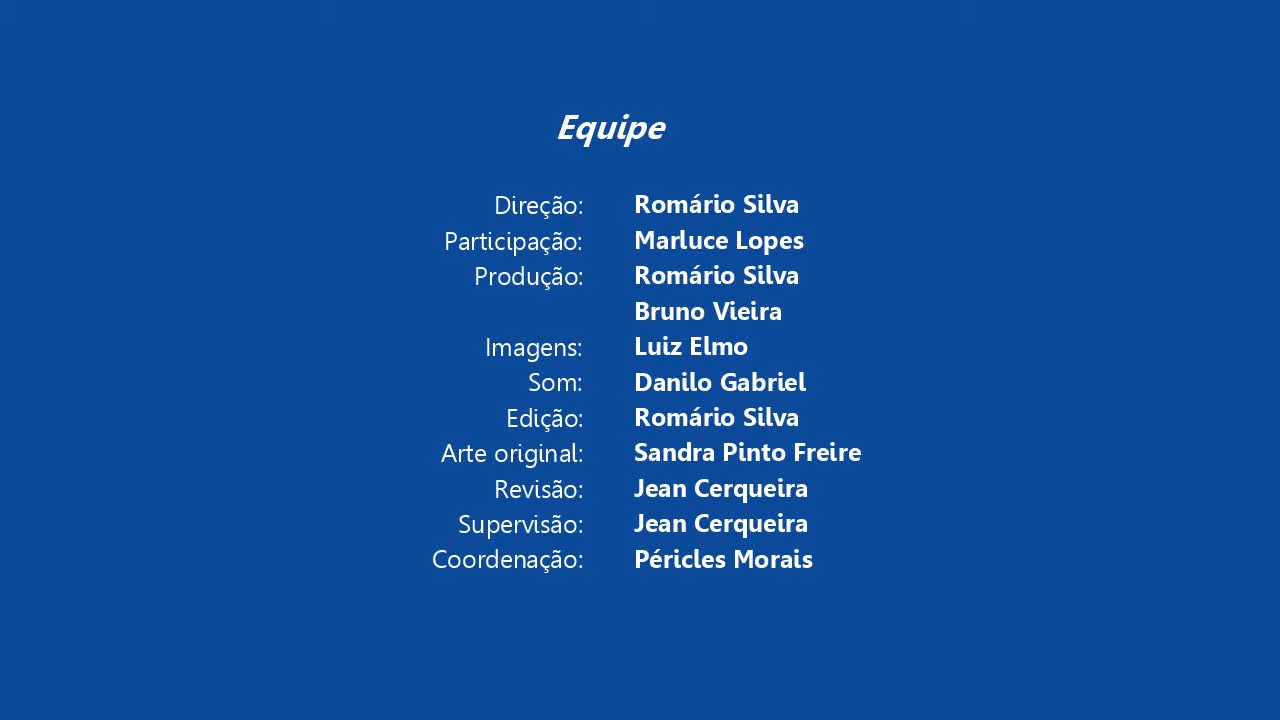 Equipe
Direção: Romário Silva
Participação: Marluce Lopes
Produção: Romário Silva
Bruno Vieira
Imagens: Luiz Elmo
Som: Danilo Gabriel
Edição: Romário Silva
Arte original: Sandra Pinto Freire
Revisão: Jean Cerqueira
Supervisão: Jean Cerqueira
Coordenação: Péricles Morais